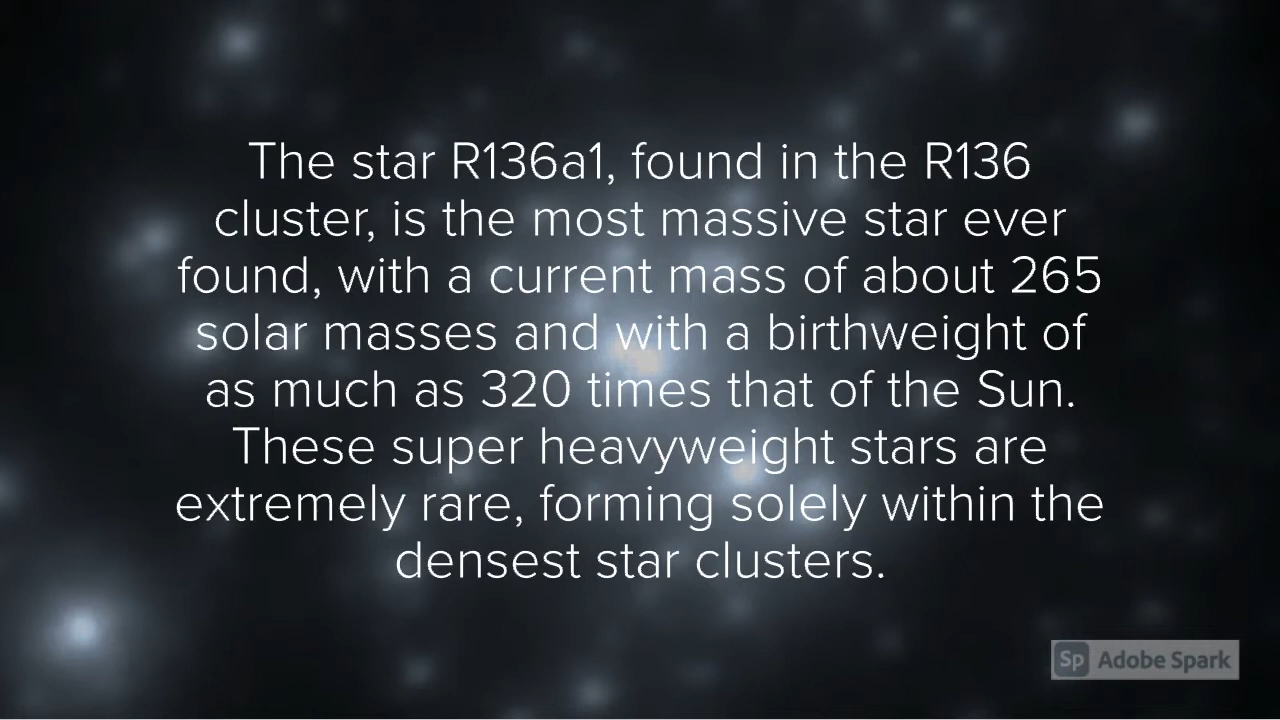 The star R136a1, found in the R136
cluster, is the most massive star ever
found, with a current mass of about 265
solar masses and with a birthweight of
as much as 320 times that of the Sun.
These super heavyweight stars are
extremely rare, forming solely within the
densest star clusters.
Sp Adobe Spark